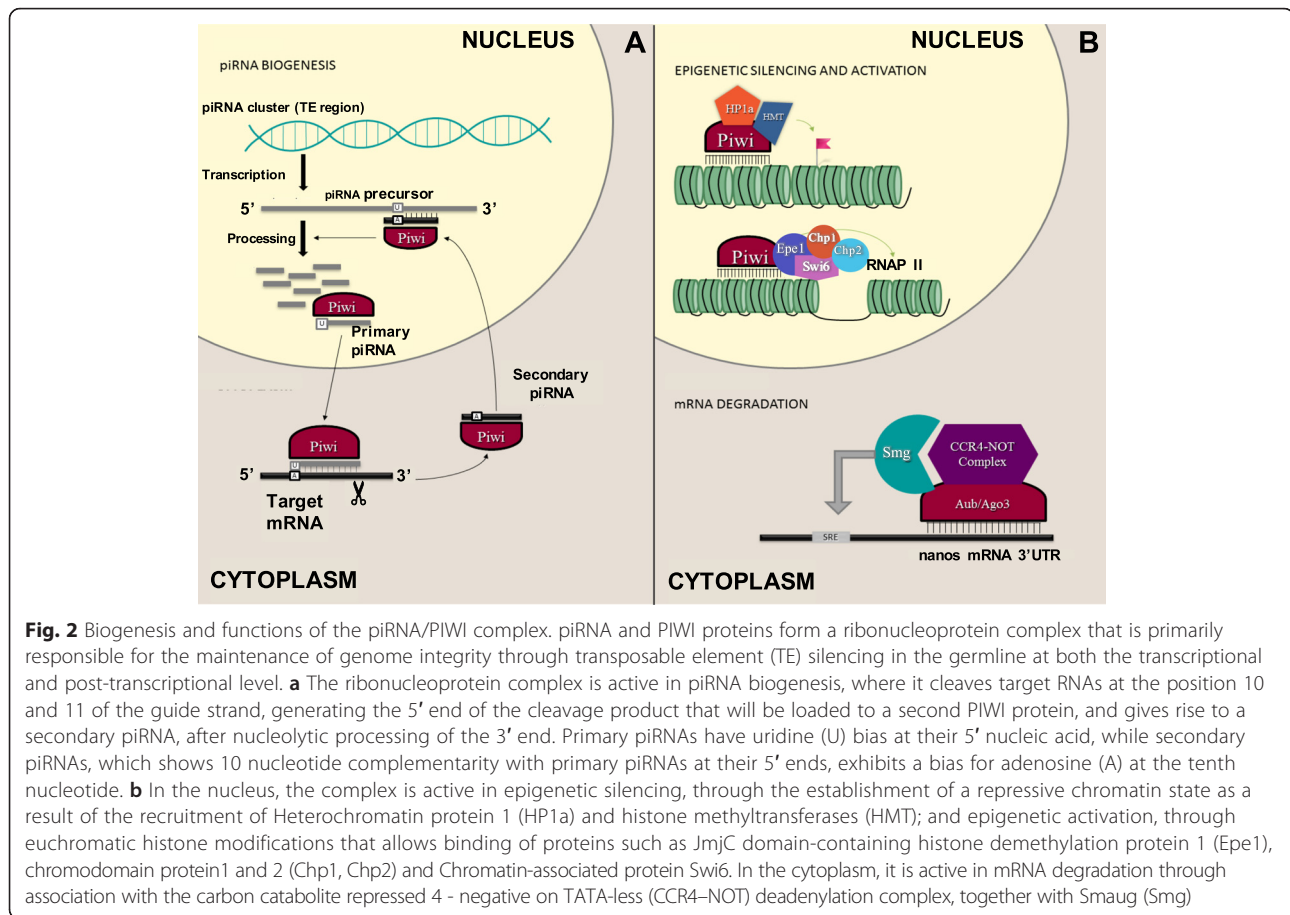 NUCLEUS
A
piRNA BIOGENESIS
piRNA cluster (TE region)
Transcription
piRNA precursor
5’
U
3’
A
Processing
Piwi
Piwi
U
Primary
piRNA
Secondary
piRNA
A
Piwi
Piwi
U
5’
A
3’
Target
mRNA
CYTOPLASM
NUCLEUS
B
EPIGENETIC SILENCING AND ACTIVATION
HP1a
HMT
Piwi
Piwi
Epe1
Chp1
Chp2
Swi6
RNAP II
mRNA DEGRADATION
Smg
CCR4-NOT
Complex
Aub/Ago3
SRE
nanos mRNA 3’UTR
CYTOPLASM
Fig. 2 Biogenesis and functions of the piRNA/PIWI complex. piRNA and PIWI proteins form a ribonucleoprotein complex that is primarily
responsible for the maintenance of genome integrity through transposable element (TE) silencing in the germline at both the transcriptional
and post-transcriptional level. a The ribonucleoprotein complex is active in piRNA biogenesis, where it cleaves target RNAs at the position 10
and 11 of the guide strand, generating the 5′ end of the cleavage product that will be loaded to a second PIWI protein, and gives rise to a
secondary piRNA, after nucleolytic processing of the 3′ end. Primary piRNAs have uridine (U) bias at their 5′ nucleic acid, while secondary
piRNAs, which shows 10 nucleotide complementarity with primary piRNAs at their 5′ ends, exhibits a bias for adenosine (A) at the tenth
nucleotide. b In the nucleus, the complex is active in epigenetic silencing, through the establishment of a repressive chromatin state as a
result of the recruitment of Heterochromatin protein 1 (HP1a) and histone methyltransferases (HMT); and epigenetic activation, through
euchromatic histone modifications that allows binding of proteins such as JmjC domain-containing histone demethylation protein 1 (Epe1),
chromodomain protein1 and 2 (Chp1, Chp2) and Chromatin-associated protein Swi6. In the cytoplasm, it is active in mRNA degradation through
association with the carbon catabolite repressed 4 - negative on TATA-less (CCR4–NOT) deadenylation complex, together with Smaug (Smg)